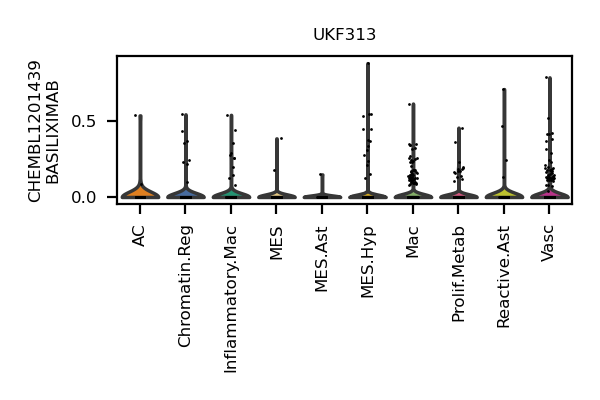 UKF313
CHEMBL1201439
BASILIXIMAB
0.5
0.0
AC
Chromatin.Reg
Inflammatory.Mac
MES
MES.Ast
MES.Hyp
Mac
Prolif.Metab
Reactive.Ast
Vasc